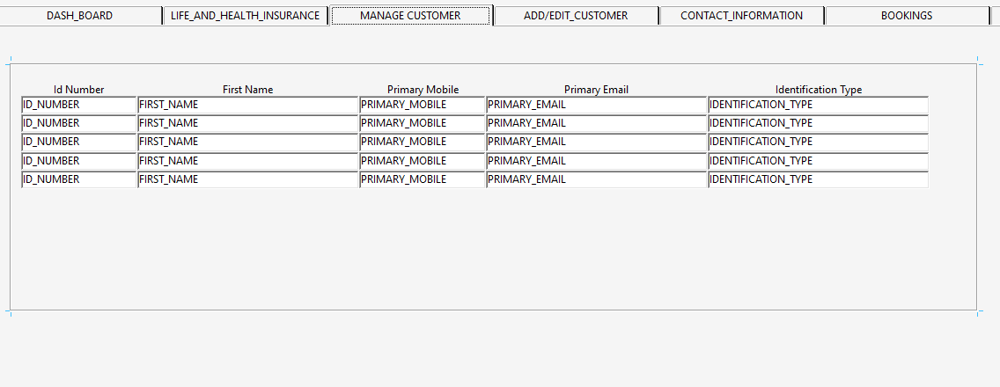 DASH_BOARD LIFE_AND_HEALTH_INSURANCE MANAGE CUSTOMER ADD/EDIT_CUSTOMER CONTACT_INFORMATION BOOKINGS
Id Number First Name Primary Mobile Primary Email Identification Type
ID_NUMBER FIRST_NAME PRIMARY_MOBILE PRIMARY_EMAIL IDENTIFICATION_TYPE
ID_NUMBER FIRST_NAME PRIMARY_MOBILE PRIMARY_EMAIL IDENTIFICATION_TYPE
ID_NUMBER FIRST_NAME PRIMARY_MOBILE PRIMARY_EMAIL IDENTIFICATION_TYPE
ID_NUMBER FIRST_NAME PRIMARY_MOBILE PRIMARY_EMAIL IDENTIFICATION_TYPE
ID_NUMBER FIRST_NAME PRIMARY_MOBILE PRIMARY_EMAIL IDENTIFICATION_TYPE